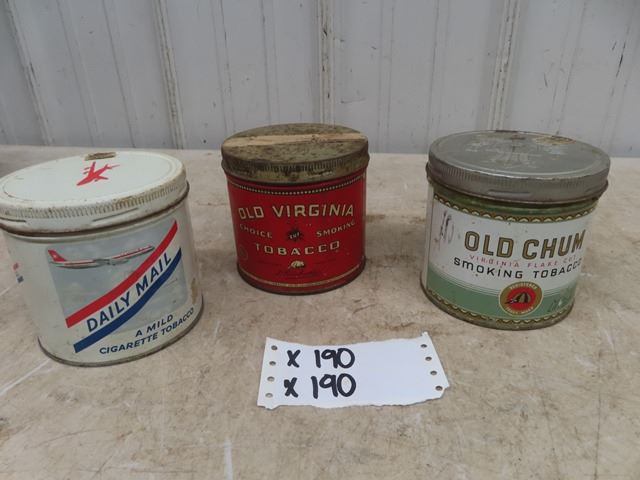 DAILY MAIL
A MILD
CIGARETTE TOBACCO
OLD VIRGINIA
CHOICE SMOKING
TOBACCO
OLD CHUM
VIRGINIA FLAKE CUT
SMOKING TOBACCO
REGISTERED
X 190
X 190